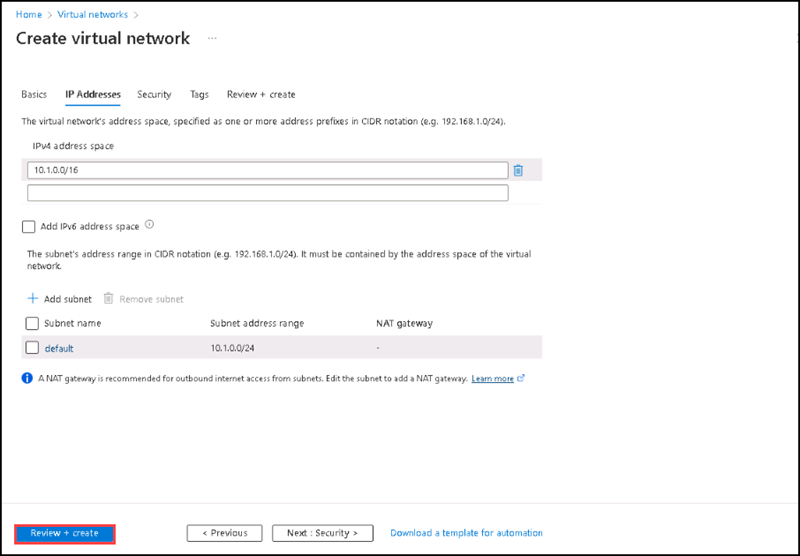 Home > Virtual networks >
Create virtual network ...
Basics IP Addresses Security Tags Review + create
The virtual network's address space, specified as one or more address prefixes in CIDR notation (e.g. 192.168.1.0/24).
IPv4 address space
10.1.0.0/16
Add IPv6 address space
The subnet's address range in CIDR notation (e.g. 192.168.1.0/24). It must be contained by the address space of the virtual
network.
+ Add subnet Remove subnet
Subnet name Subnet address range NAT gateway
default 10.1.0.0/24 -
A NAT gateway is recommended for outbound internet access from subnets. Edit the subnet to add a NAT gateway. Learn more
Review + create < Previous Next : Security > Download a template for automation